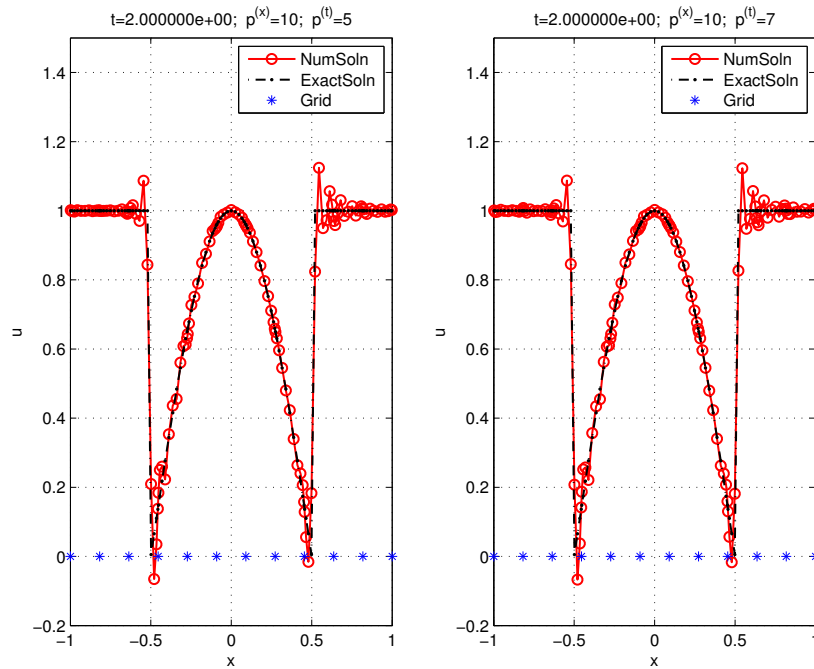 t=2.000000e+00; p^(x)=10; p^(t)=5
1.4
1.2
1
0.8
0.6
0.4
0.2
0
−0.2
u
−1
−0.5
0
0.5
1
x
NumSoln
ExactSoln
Grid
t=2.000000e+00; p^(x)=10; p^(t)=7
1.4
1.2
1
0.8
0.6
0.4
0.2
0
−0.2
u
−1
−0.5
0
0.5
1
x
NumSoln
ExactSoln
Grid